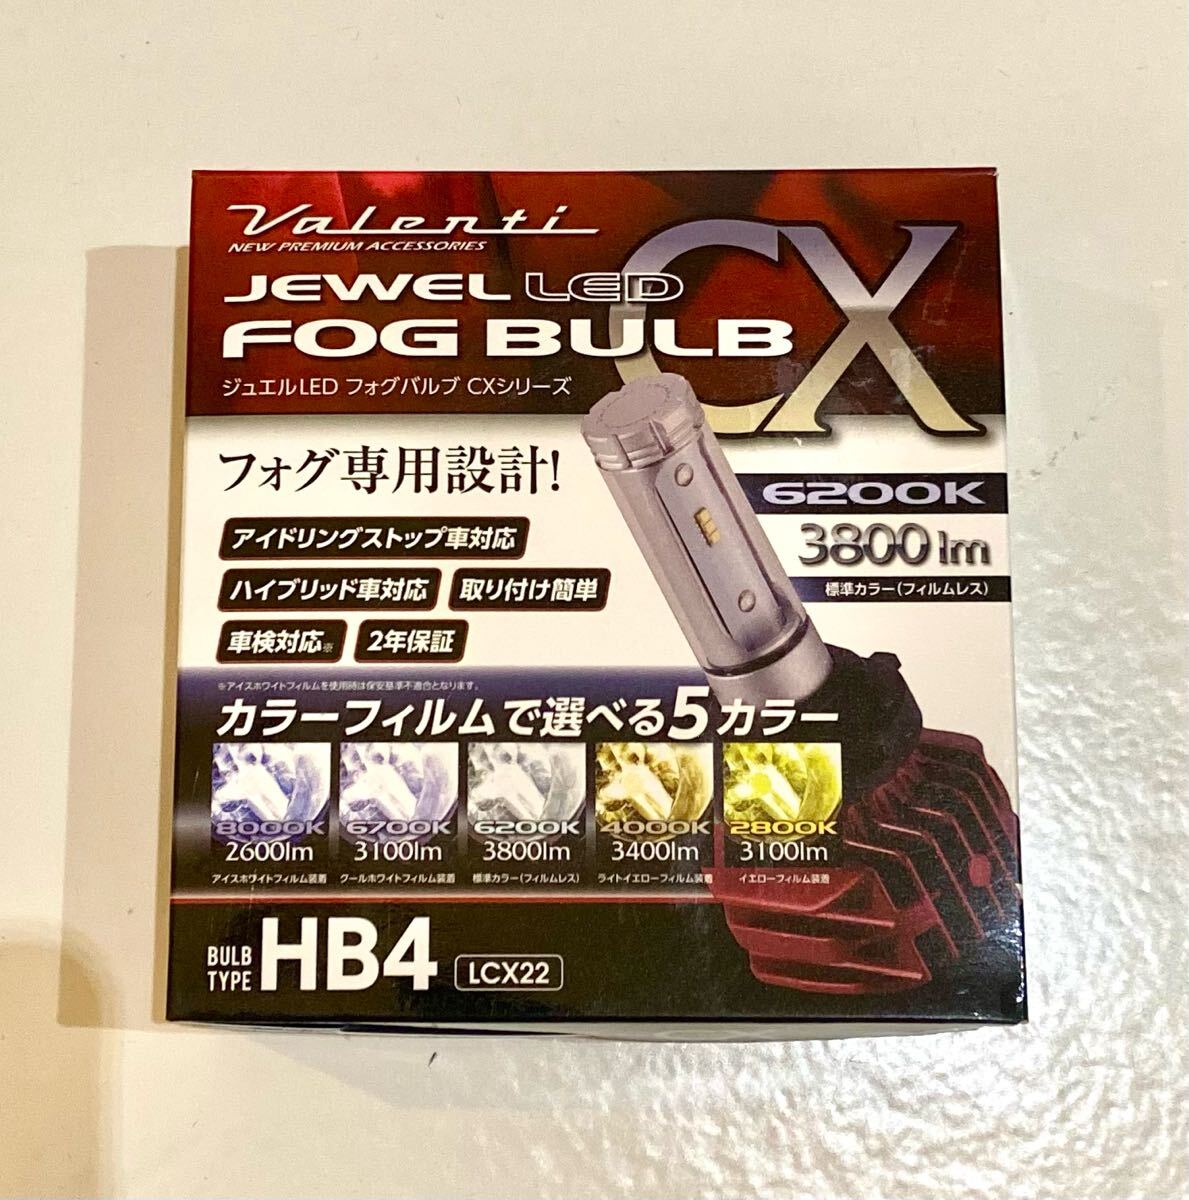 Valenti
NEW PREMIUM ACCESSORIES
JEWEL LED
FOG BULB
CX
ジュエルLED フォグバルブ CXシリーズ
フォグ専用設計!
6200K
3800lm
標準カラー(フィルムレス)
アイドリングストップ車対応
ハイブリッド車対応 取り付け簡単
車検対応※ 2年保証
※アイスホワイトフィルムを使用時は保安基準不適合となります。
カラーフィルムで選べる5カラー
8000K 6700K 6200K 4000K 2800K
2600lm 3100lm 3800lm 3400lm 3100lm
アイスホワイトフィルム装着 クールホワイトフィルム装着 標準カラー(フィルムレス) ライトイエローフィルム装着 イエローフィルム装着
BULB TYPE HB4 LCX22